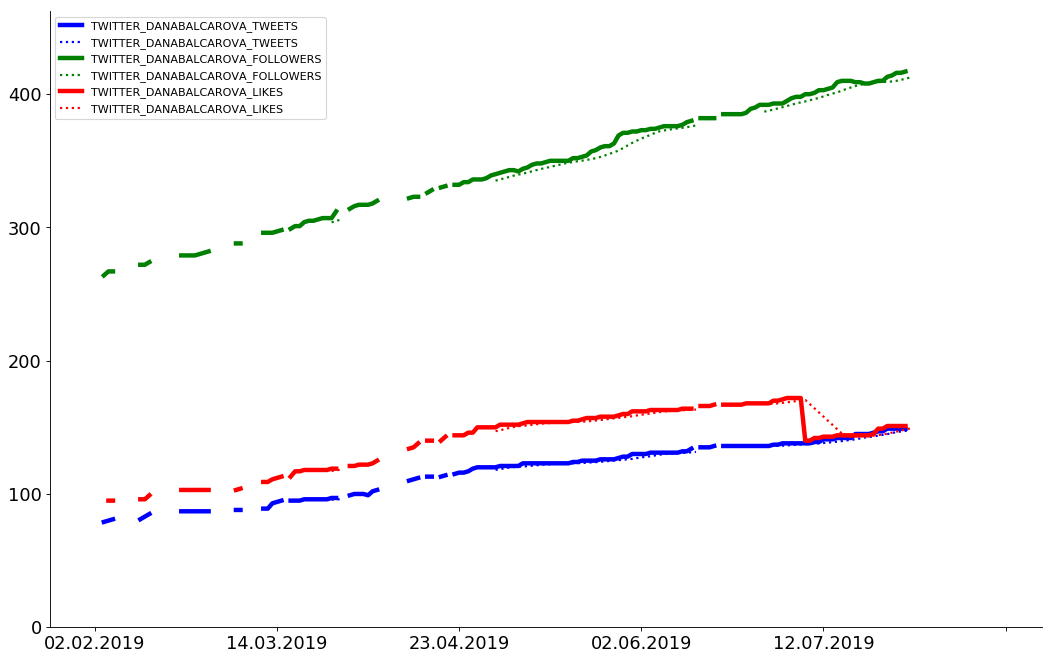 TWITTER_DANABALCAROVA_TWEETS
TWITTER_DANABALCAROVA_TWEETS
TWITTER_DANABALCAROVA_FOLLOWERS
TWITTER_DANABALCAROVA_FOLLOWERS
TWITTER_DANABALCAROVA_LIKES
TWITTER_DANABALCAROVA_LIKES
400
300
200
100
0
02.02.2019 14.03.2019 23.04.2019 02.06.2019 12.07.2019